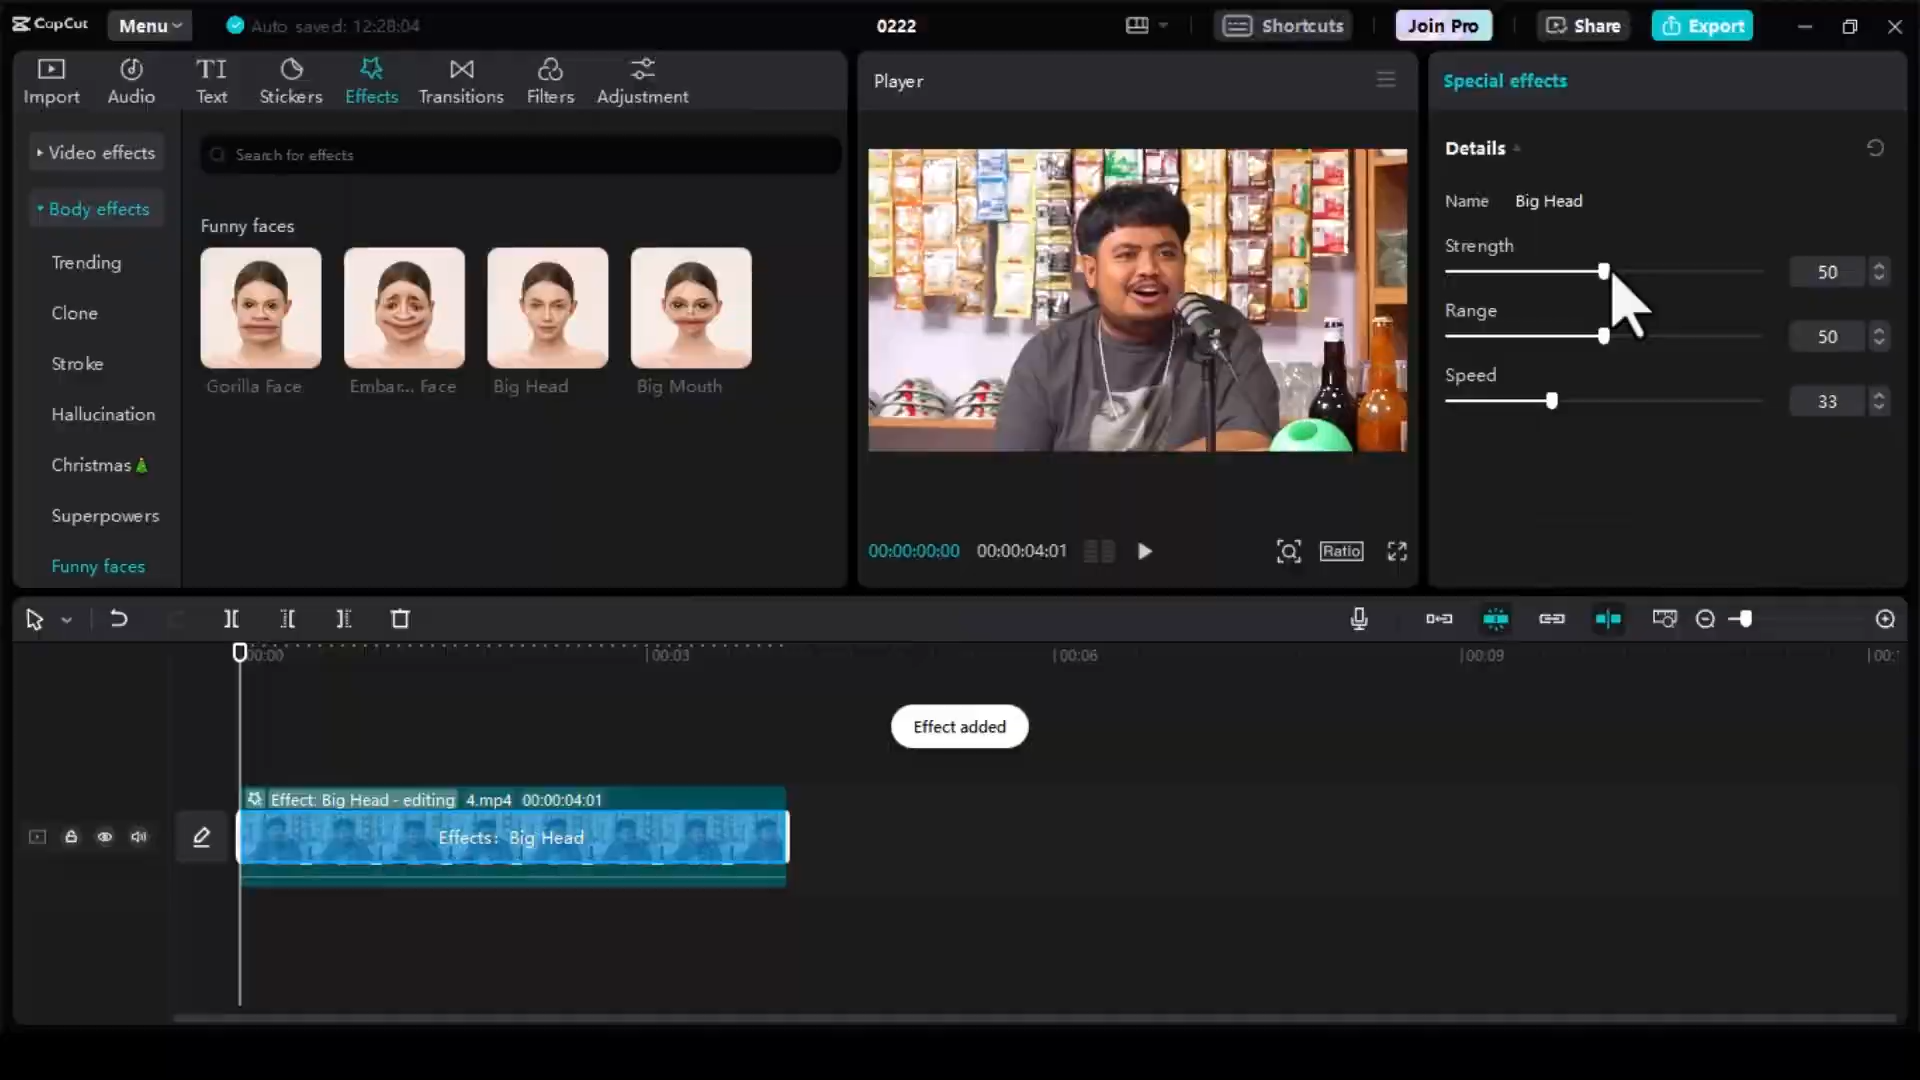 CapCut
Menu
Auto saved: 12:28:04
0222
Shortcuts
Join Pro
Share
Export
Import
Audio
TI
Text
Stickers
Effects
Transitions
Filters
Adjustment
Video effects
Body effects
Trending
Clone
Stroke
Hallucination
Christmas🎄
Superpowers
Funny faces
Search for effects
Funny faces
Gorilla Face
Embar... Face
Big Head
Big Mouth
Player
00:00:00:00
00:00:04:01
Ratio
Special effects
Details
Name Big Head
Strength
50
Range
50
Speed
33
00:00
00:03
00:06
00:09
00:
Effect added
Effect: Big Head - editing 4.mp4 00:00:04:01
Effects: Big Head